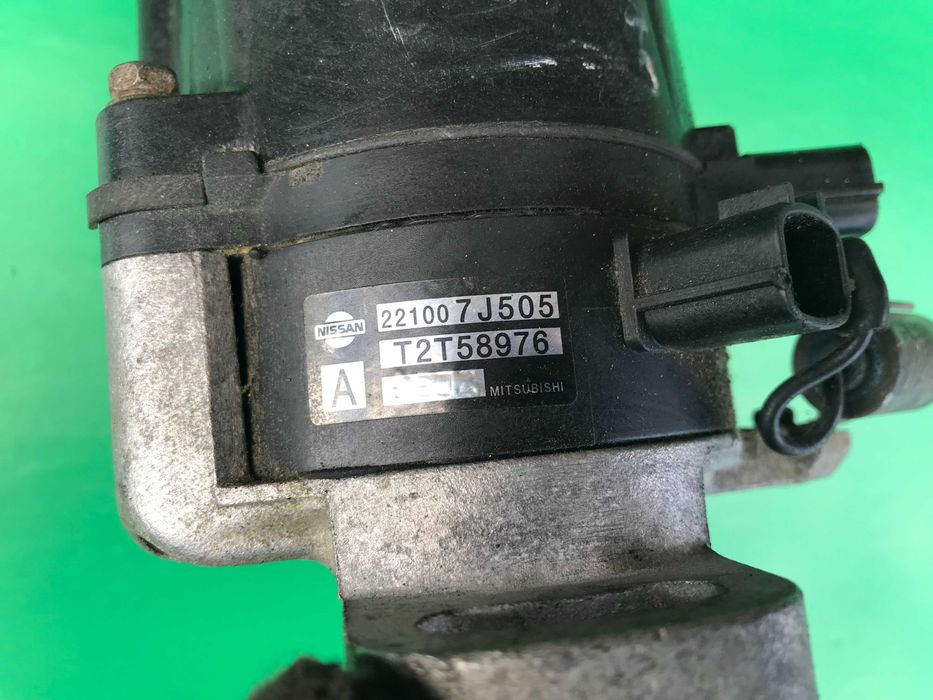 NISSAN
22100 7J505
T2T58976
A
MITSUBISHI